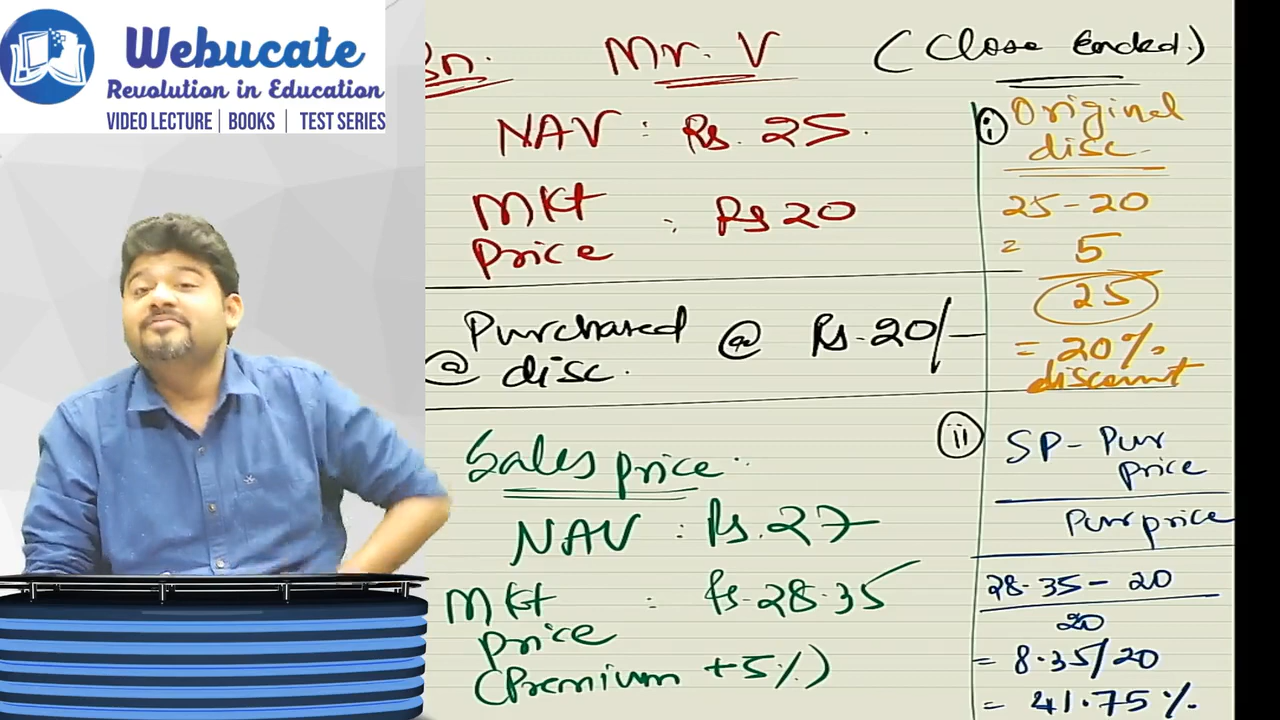 Webucate
Revolution in Education
VIDEO LECTURE | BOOKS | TEST SERIES
Mr. V
(Close Ended.)
NAV : Rs. 25.
Mkt Price : Rs 20
Purchased @ Rs. 20/-
@ disc.
Sales price.
NAV : Rs. 27
Mkt : Rs. 28.35
price
(Premium +5%)
i) Original
disc.
25-20
= 5
25
= 20%
discount
ii) SP - Pur
price
Pur price
28.35 - 20
20
= 8.35/20
= 41.75%